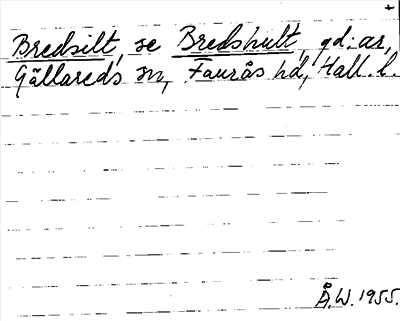 Bredsilt, se Bredshult, gd:ar,
Gällareds sn, Faurås hd, Hall. l.
Å.W. 1955.